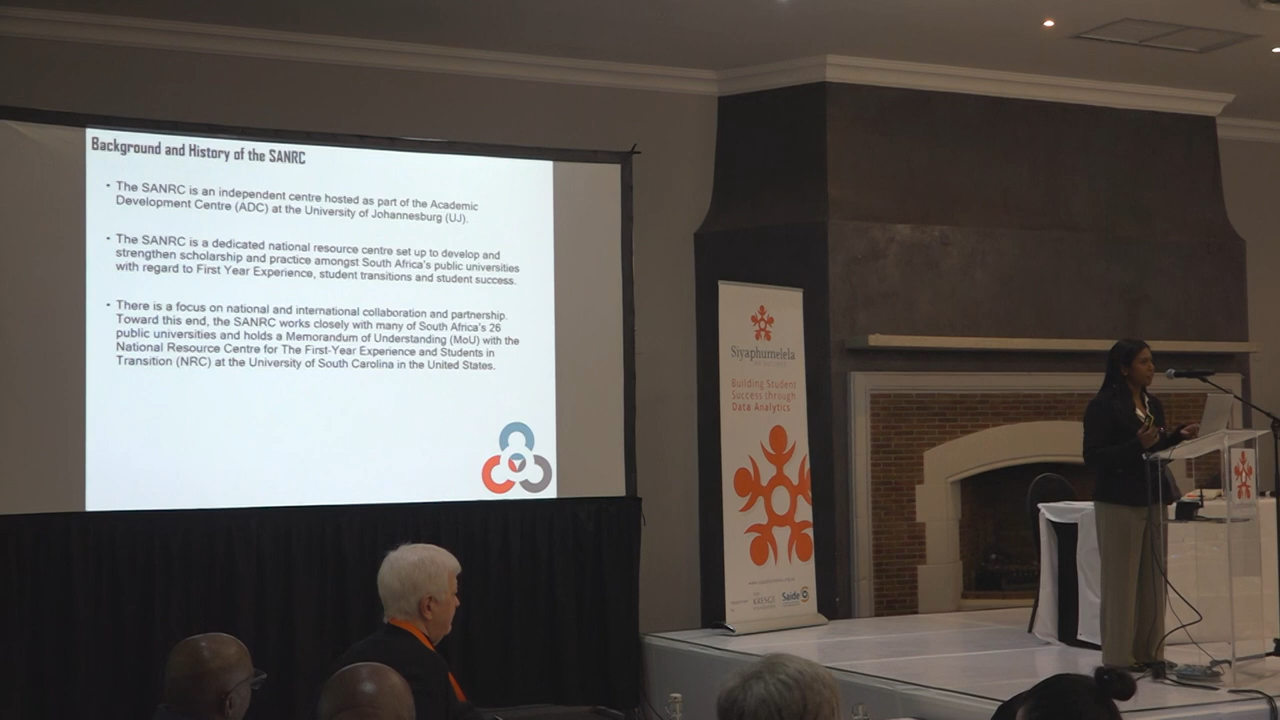 Background and History of the SANRC
• The SANRC is an independent centre hosted as part of the Academic
Development Centre (ADC) at the University of Johannesburg (UJ).
• The SANRC is a dedicated national resource centre set up to develop and
strengthen scholarship and practice amongst South Africa's public universities
with regard to First Year Experience, student transitions and student success.
• There is a focus on national and international collaboration and partnership.
Toward this end, the SANRC works closely with many of South Africa's 26
public universities and holds a Memorandum of Understanding (MoU) with the
National Resource Centre for The First-Year Experience and Students in
Transition (NRC) at the University of South Carolina in the United States.
Siyaphumelela
Building Student
Success through
Data Analytics
KRESGE
Saide